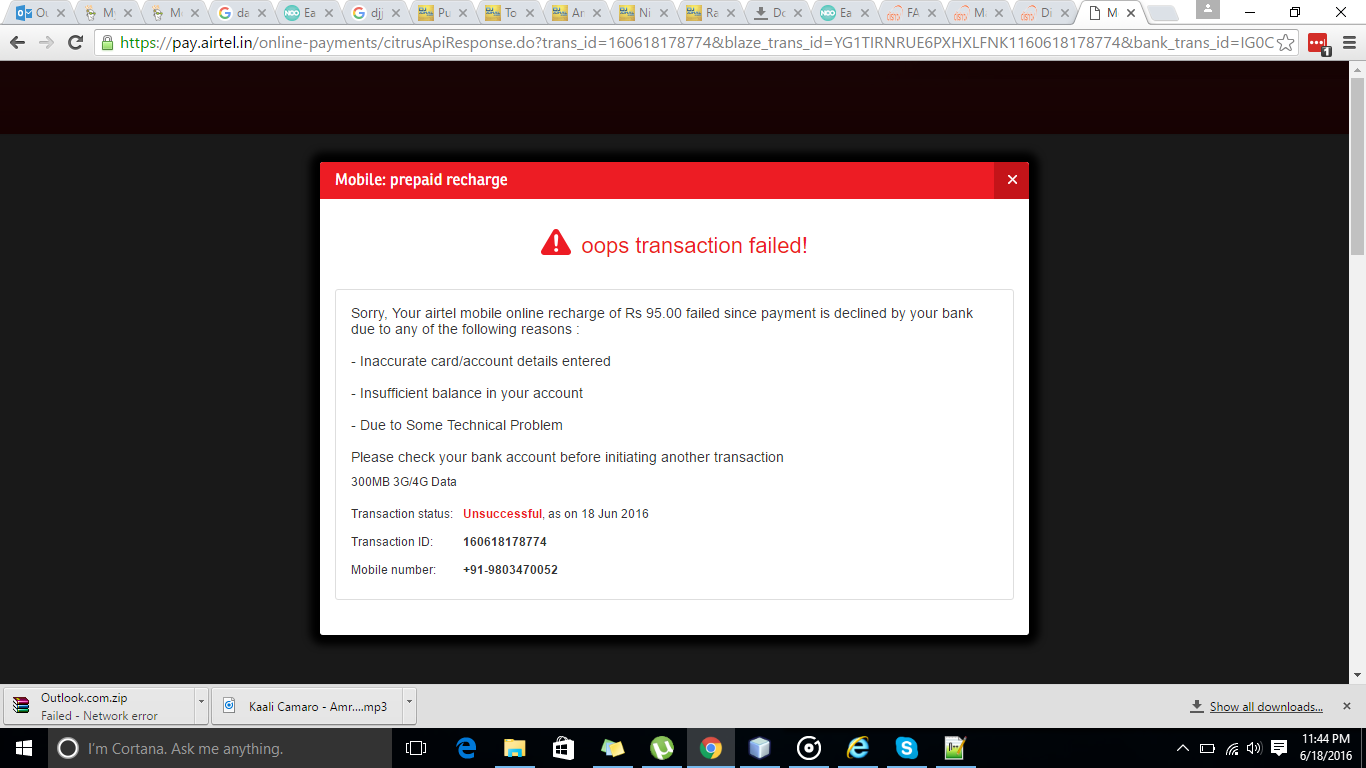 Ou
My
Me
da
Ea
djj
Pu
To
Ar
Ni
Ra
Do
Ea
FA
Ma
Di
M
https://pay.airtel.in/online-payments/citrusApiResponse.do?trans_id=160618178774&blaze_trans_id=YG1TIRNRUE6PXHXLFNK1160618178774&bank_trans_id=IG0C
1
Mobile: prepaid recharge
oops transaction failed!
Sorry, Your airtel mobile online recharge of Rs 95.00 failed since payment is declined by your bank
due to any of the following reasons :
- Inaccurate card/account details entered
- Insufficient balance in your account
- Due to Some Technical Problem
Please check your bank account before initiating another transaction
300MB 3G/4G Data
Transaction status: Unsuccessful, as on 18 Jun 2016
Transaction ID: 160618178774
Mobile number: +91-9803470052
Outlook.com.zip
Failed - Network error
Kaali Camaro - Amr....mp3
Show all downloads...
I'm Cortana. Ask me anything.
11:44 PM
6/18/2016